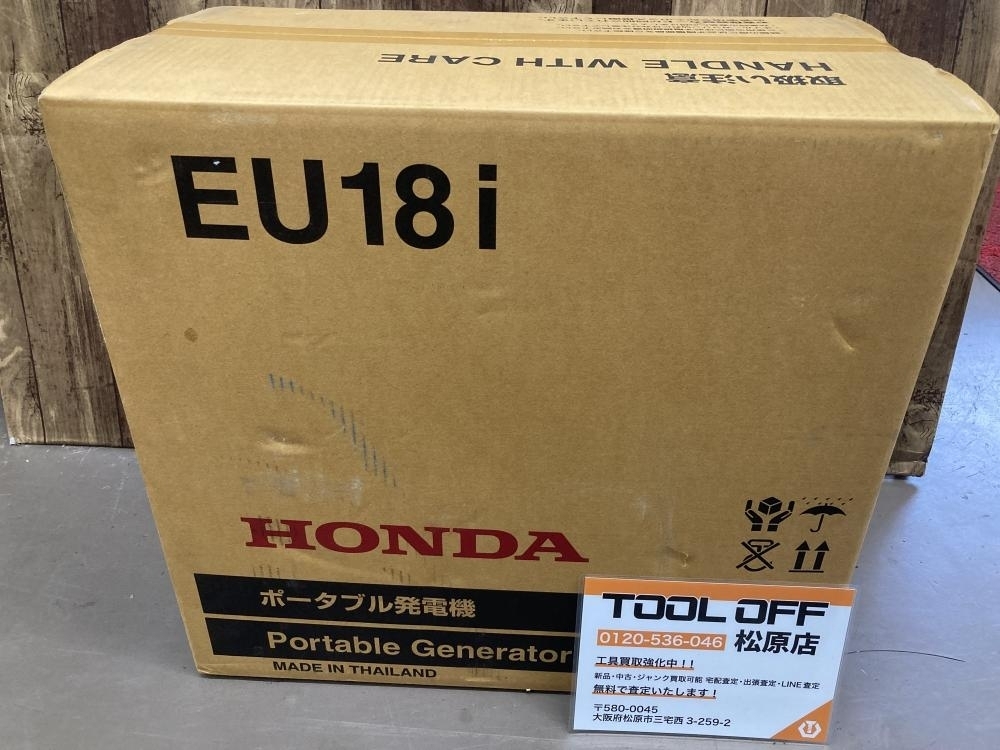 取扱い注意
HANDLE WITH CARE
EU18i
HONDA
ポータブル発電機
Portable Generator
MADE IN THAILAND
TOOL OFF
0120-536-046 松原店
工具買取強化中！！
新品・中古・ジャンク買取可能 宅配査定・出張査定・LINE査定
無料で査定いたします！
〒580-0045
大阪府松原市三宅西 3-259-2